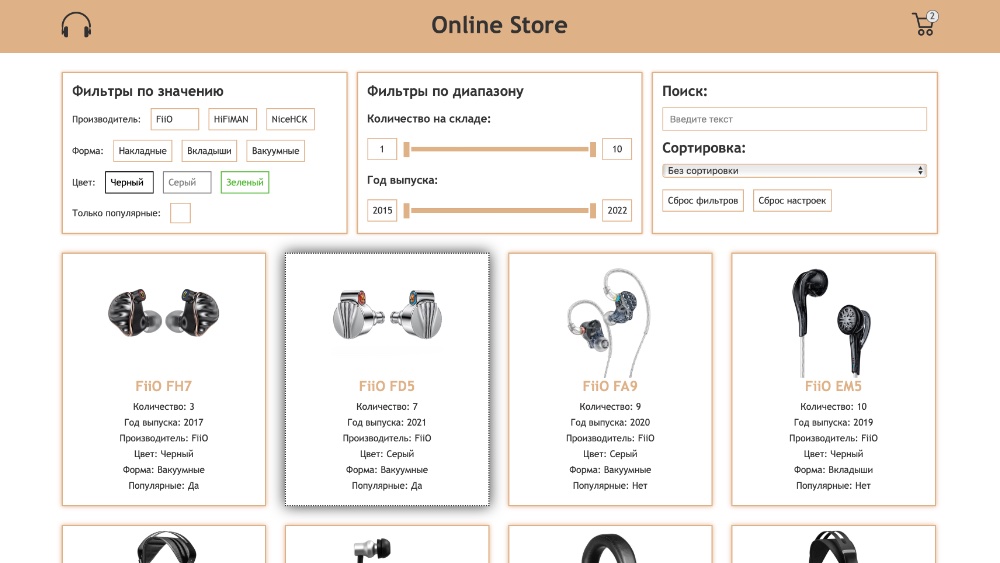 Online Store
2
Фильтры по значению
Производитель: FiiO HiFiMAN NiceHCK
Форма: Накладные Вкладыши Вакуумные
Цвет: Черный Серый Зеленый
Только популярные:
Фильтры по диапазону
Количество на складе:
1 10
Год выпуска:
2015 2022
Поиск:
Введите текст
Сортировка:
Без сортировки
Сброс фильтров Сброс настроек
FiiO FH7
Количество: 3
Год выпуска: 2017
Производитель: FiiO
Цвет: Черный
Форма: Вакуумные
Популярные: Да
FiiO FD5
Количество: 7
Год выпуска: 2021
Производитель: FiiO
Цвет: Серый
Форма: Вакуумные
Популярные: Да
FiiO FA9
Количество: 9
Год выпуска: 2020
Производитель: FiiO
Цвет: Серый
Форма: Вакуумные
Популярные: Нет
FiiO EM5
Количество: 10
Год выпуска: 2019
Производитель: FiiO
Цвет: Черный
Форма: Вкладыши
Популярные: Нет